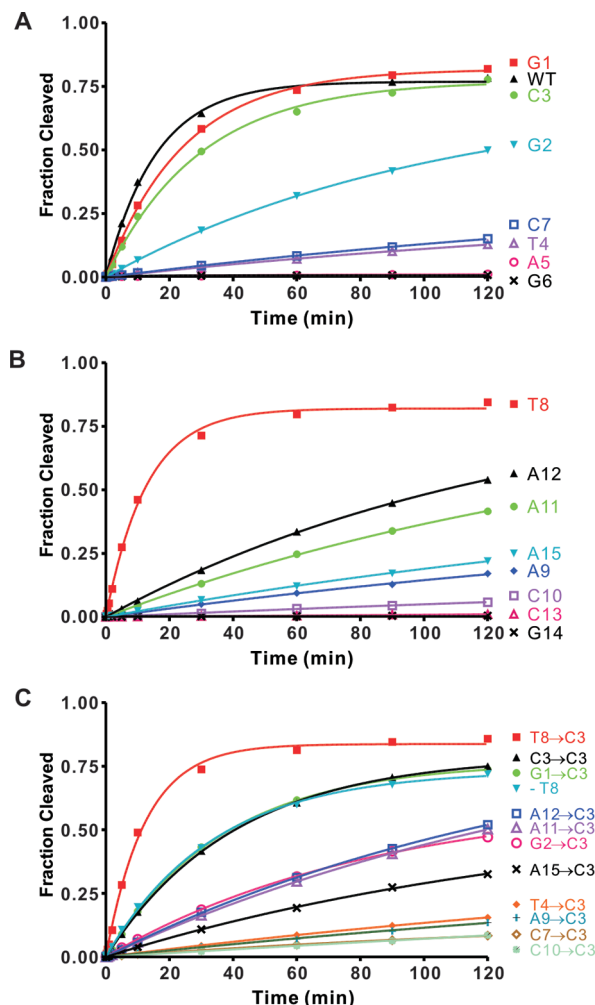 A
Fraction Cleaved
1.00
0.75
0.50
0.25
0.00
0 20 40 60 80 100 120
Time (min)
G1
WT
C3
G2
C7
T4
A5
G6
B
Fraction Cleaved
1.00
0.75
0.50
0.25
0.00
0 20 40 60 80 100 120
Time (min)
T8
A12
A11
A15
A9
C10
C13
G14
C
Fraction Cleaved
1.00
0.75
0.50
0.25
0.00
0 20 40 60 80 100 120
Time (min)
T8→C3
C3→C3
G1→C3
- T8
A12→C3
A11→C3
G2→C3
A15→C3
T4→C3
A9→C3
C7→C3
C10→C3